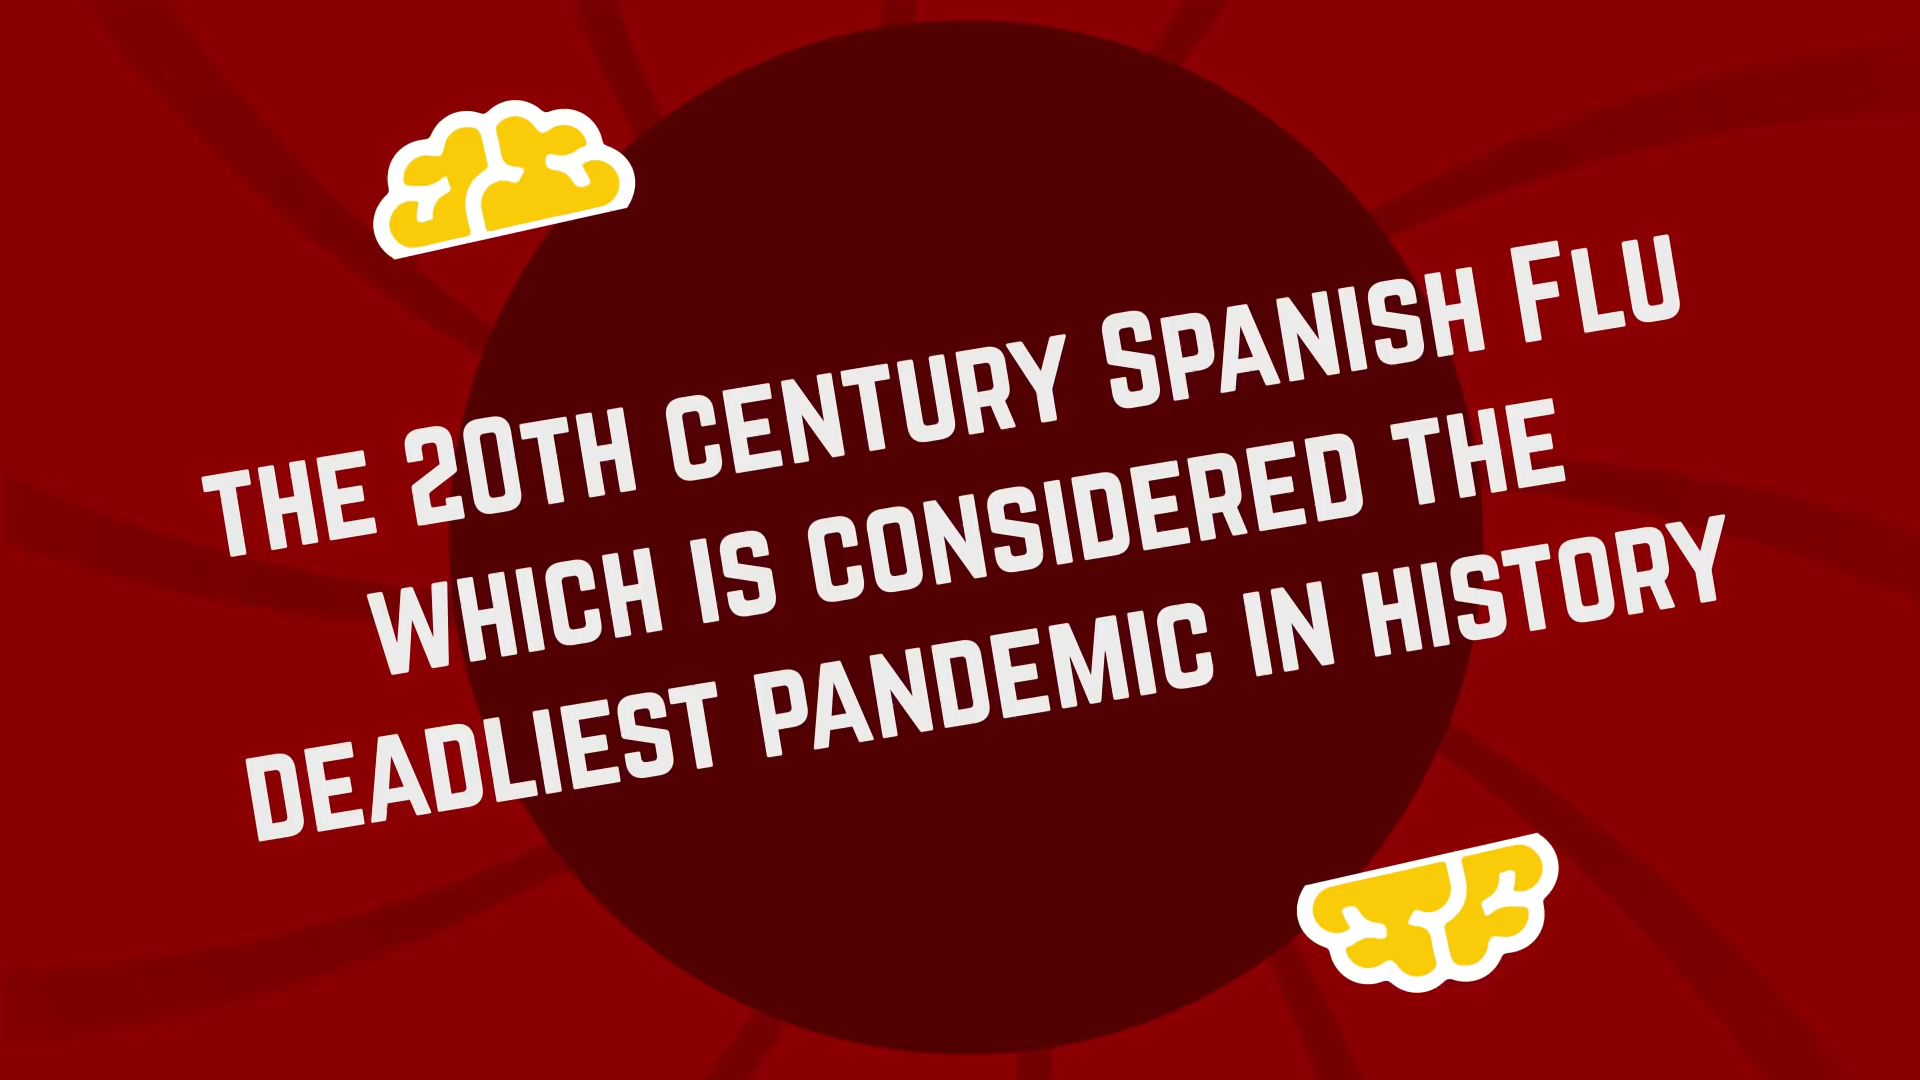 the 20th century Spanish Flu
which is considered the
deadliest pandemic in history